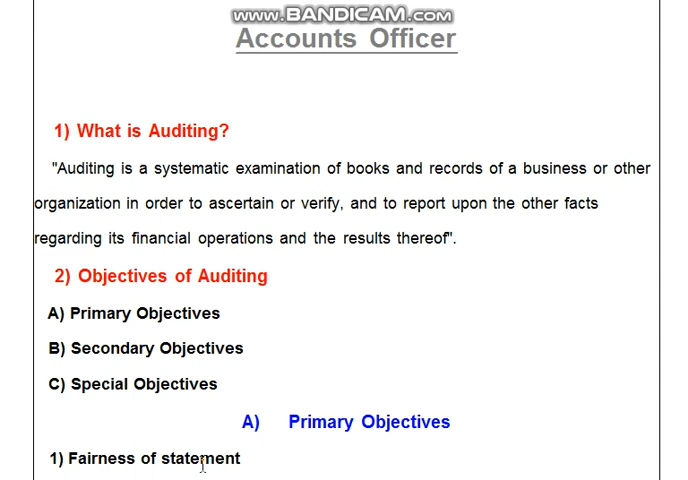 www.BANDICAM.com
Accounts Officer
1) What is Auditing?
"Auditing is a systematic examination of books and records of a business or other
organization in order to ascertain or verify, and to report upon the other facts
regarding its financial operations and the results thereof".
2) Objectives of Auditing
A) Primary Objectives
B) Secondary Objectives
C) Special Objectives
A) Primary Objectives
1) Fairness of statement